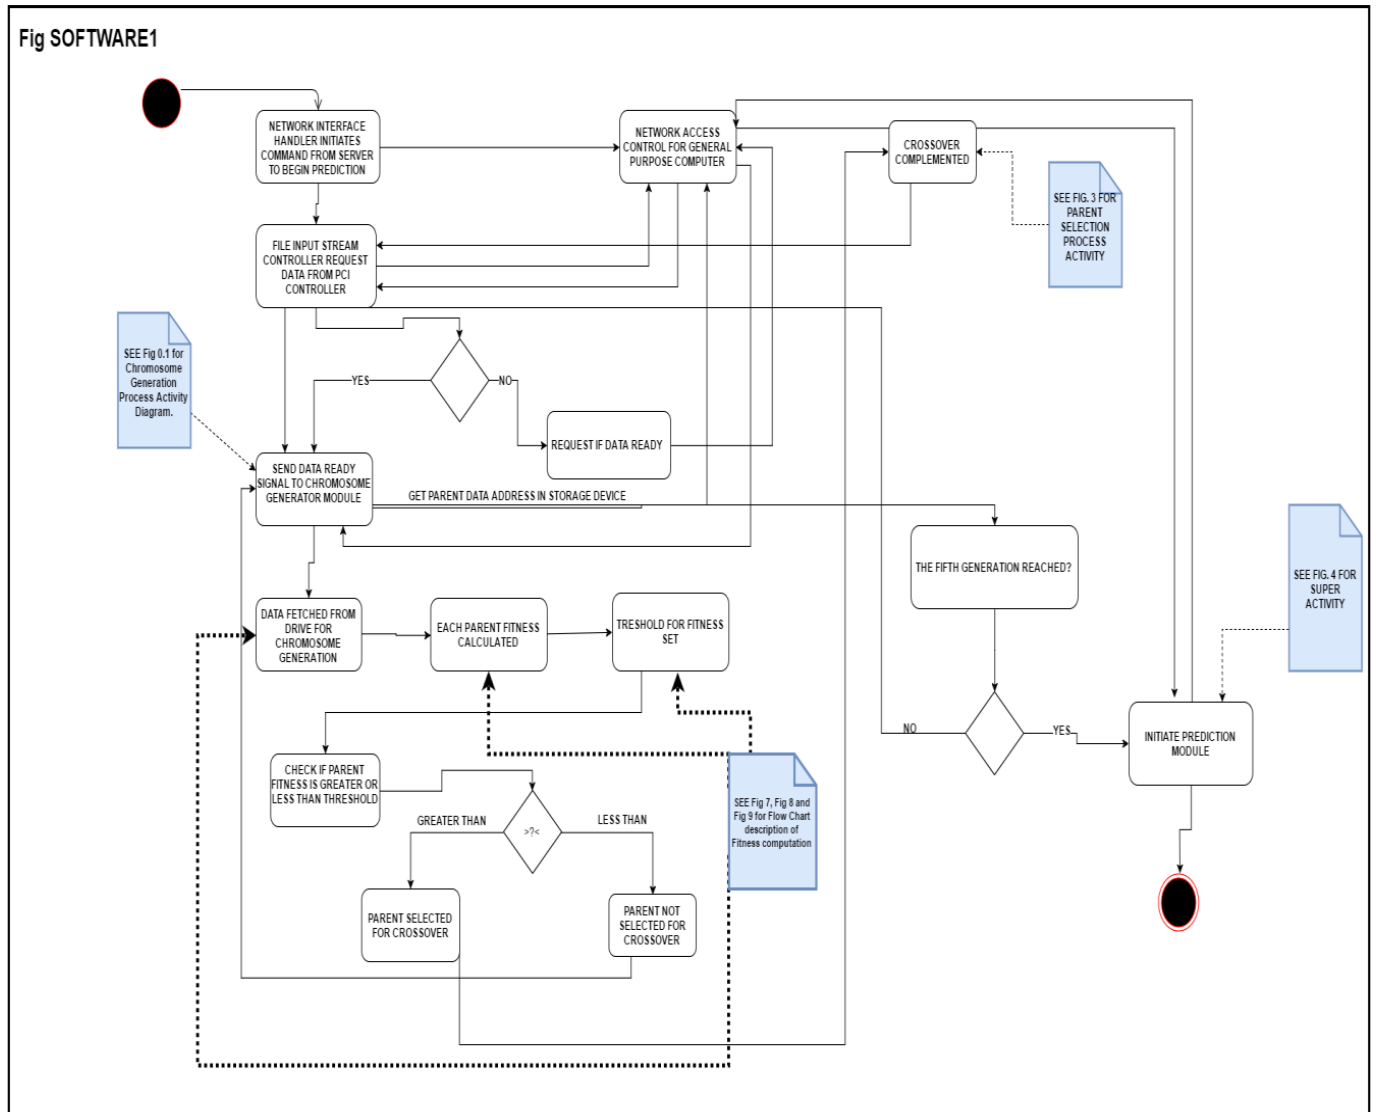 Fig SOFTWARE1
NETWORK INTERFACE
HANDLER INITIATES
COMMAND FROM SERVER
TO BEGIN PREDICTION
NETWORK ACCESS
CONTROL FOR GENERAL
PURPOSE COMPUTER
CROSSOVER
COMPLEMENTED
SEE FIG. 3 FOR
PARENT
SELECTION
PROCESS
ACTIVITY
FILE INPUT STREAM
CONTROLLER REQUEST
DATA FROM PCI
CONTROLLER
SEE Fig 0.1 for
Chromosome
Generation
Process Activity
Diagram.
YES
NO
REQUEST IF DATA READY
SEND DATA READY
SIGNAL TO CHROMOSOME
GENERATOR MODULE
GET PARENT DATA ADDRESS IN STORAGE DEVICE
THE FIFTH GENERATION REACHED?
SEE FIG. 4 FOR
SUPER
ACTIVITY
DATA FETCHED FROM
DRIVE FOR
CHROMOSOME
GENERATION
EACH PARENT FITNESS
CALCULATED
TRESHOLD FOR FITNESS
SET
NO
YES
INITIATE PREDICTION
MODULE
CHECK IF PARENT
FITNESS IS GREATER OR
LESS THAN THRESHOLD
GREATER THAN
>?<
LESS THAN
SEE Fig 7, Fig 8 and
Fig 9 for Flow Chart
description of
Fitness computation
PARENT SELECTED
FOR CROSSOVER
PARENT NOT
SELECTED FOR
CROSSOVER